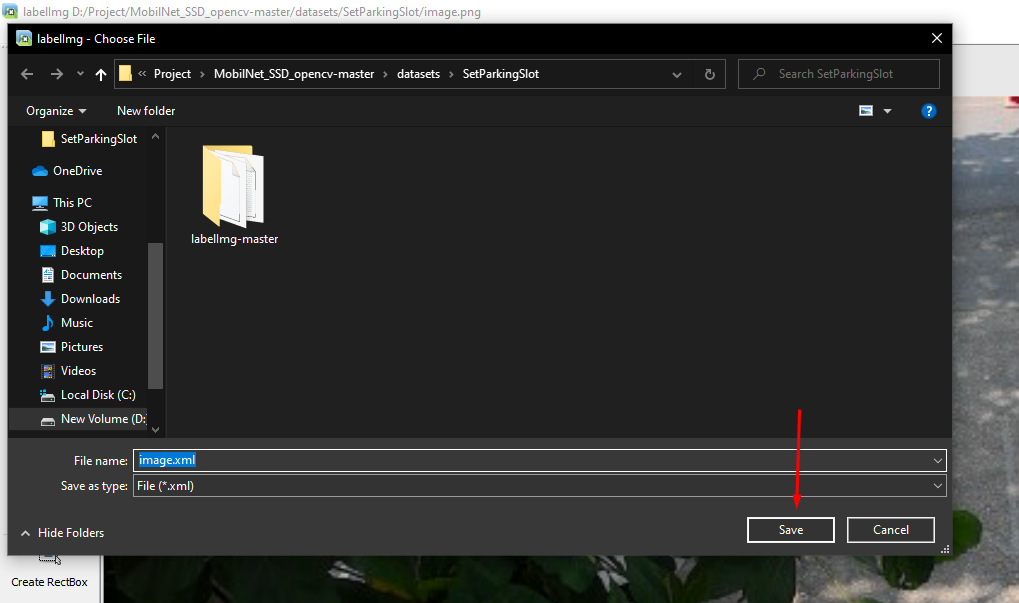 labelImg D:/Project/MobilNet_SSD_opencv-master/datasets/SetParkingSlot/image.png
labelImg - Choose File
« Project › MobilNet_SSD_opencv-master › datasets › SetParkingSlot
Search SetParkingSlot
Organize
New folder
SetParkingSlot
OneDrive
This PC
3D Objects
Desktop
Documents
Downloads
Music
Pictures
Videos
Local Disk (C:)
New Volume (D:
labelImg-master
File name: image.xml
Save as type: File (*.xml)
Hide Folders
Save
Cancel
Create RectBox